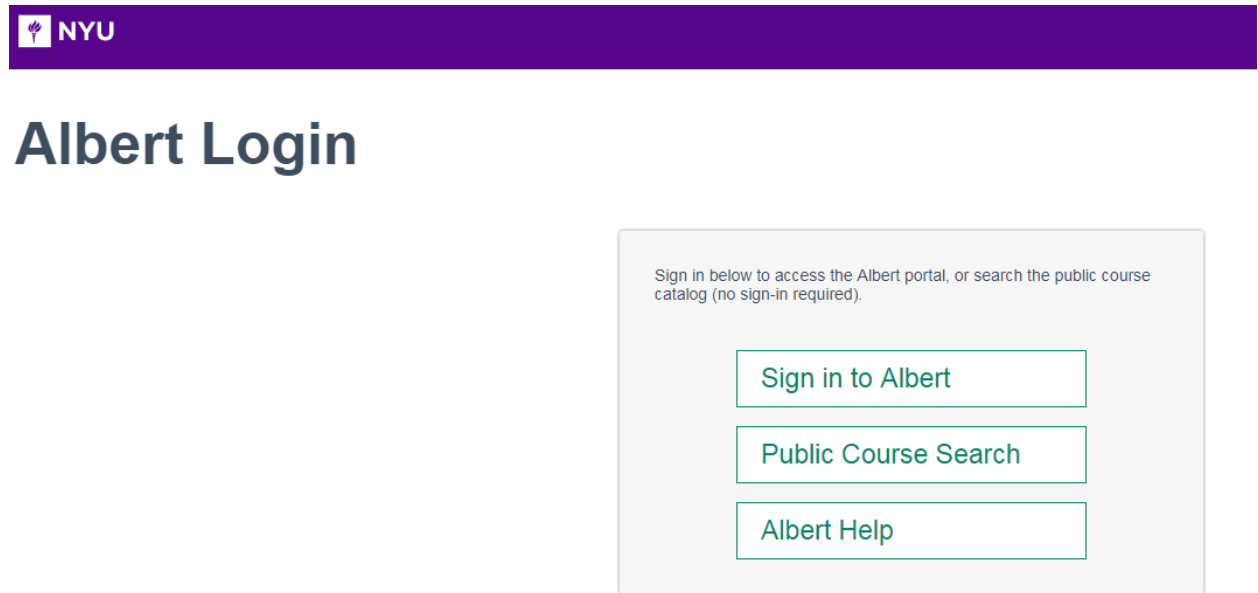 NYU
Albert Login
Sign in below to access the Albert portal, or search the public course
catalog (no sign-in required).
Sign in to Albert
Public Course Search
Albert Help